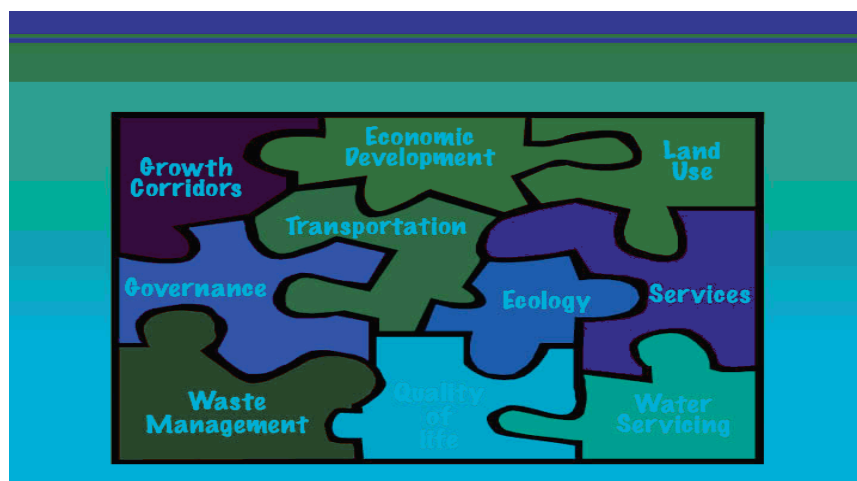 Growth
Corridors
Economic
Development
Land
Use
Transportation
Governance
Ecology
Services
Waste
Management
Quality
of
life
Water
Servicing